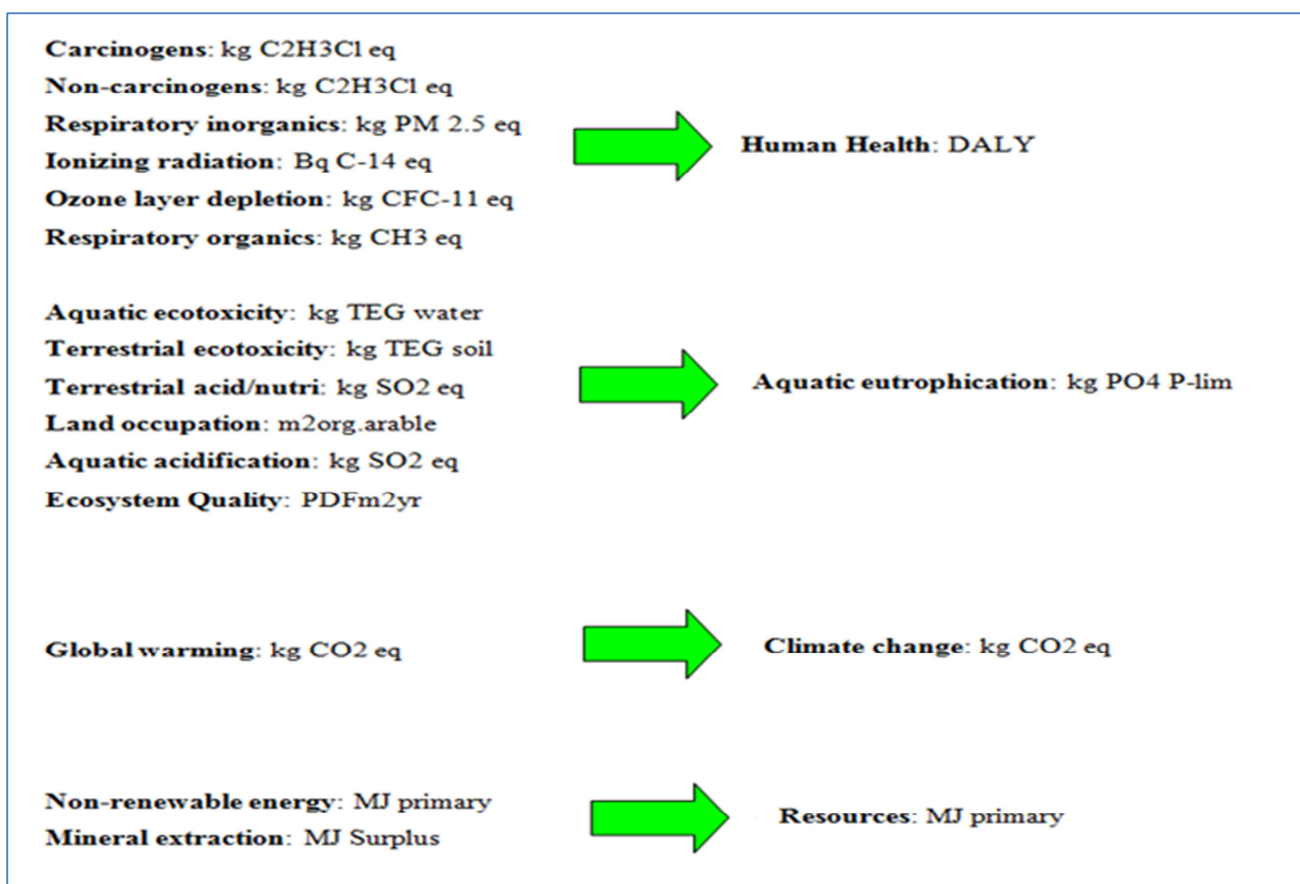 Carcinogens: kg C2H3Cl eq
Non-carcinogens: kg C2H3Cl eq
Respiratory inorganics: kg PM 2.5 eq
Ionizing radiation: Bq C-14 eq
Ozone layer depletion: kg CFC-11 eq
Respiratory organics: kg CH3 eq
Human Health: DALY
Aquatic ecotoxicity: kg TEG water
Terrestrial ecotoxicity: kg TEG soil
Terrestrial acid/nutri: kg SO2 eq
Land occupation: m2org.arable
Aquatic acidification: kg SO2 eq
Ecosystem Quality: PDFm2yr
Aquatic eutrophication: kg PO4 P-lim
Global warming: kg CO2 eq
Climate change: kg CO2 eq
Non-renewable energy: MJ primary
Mineral extraction: MJ Surplus
Resources: MJ primary